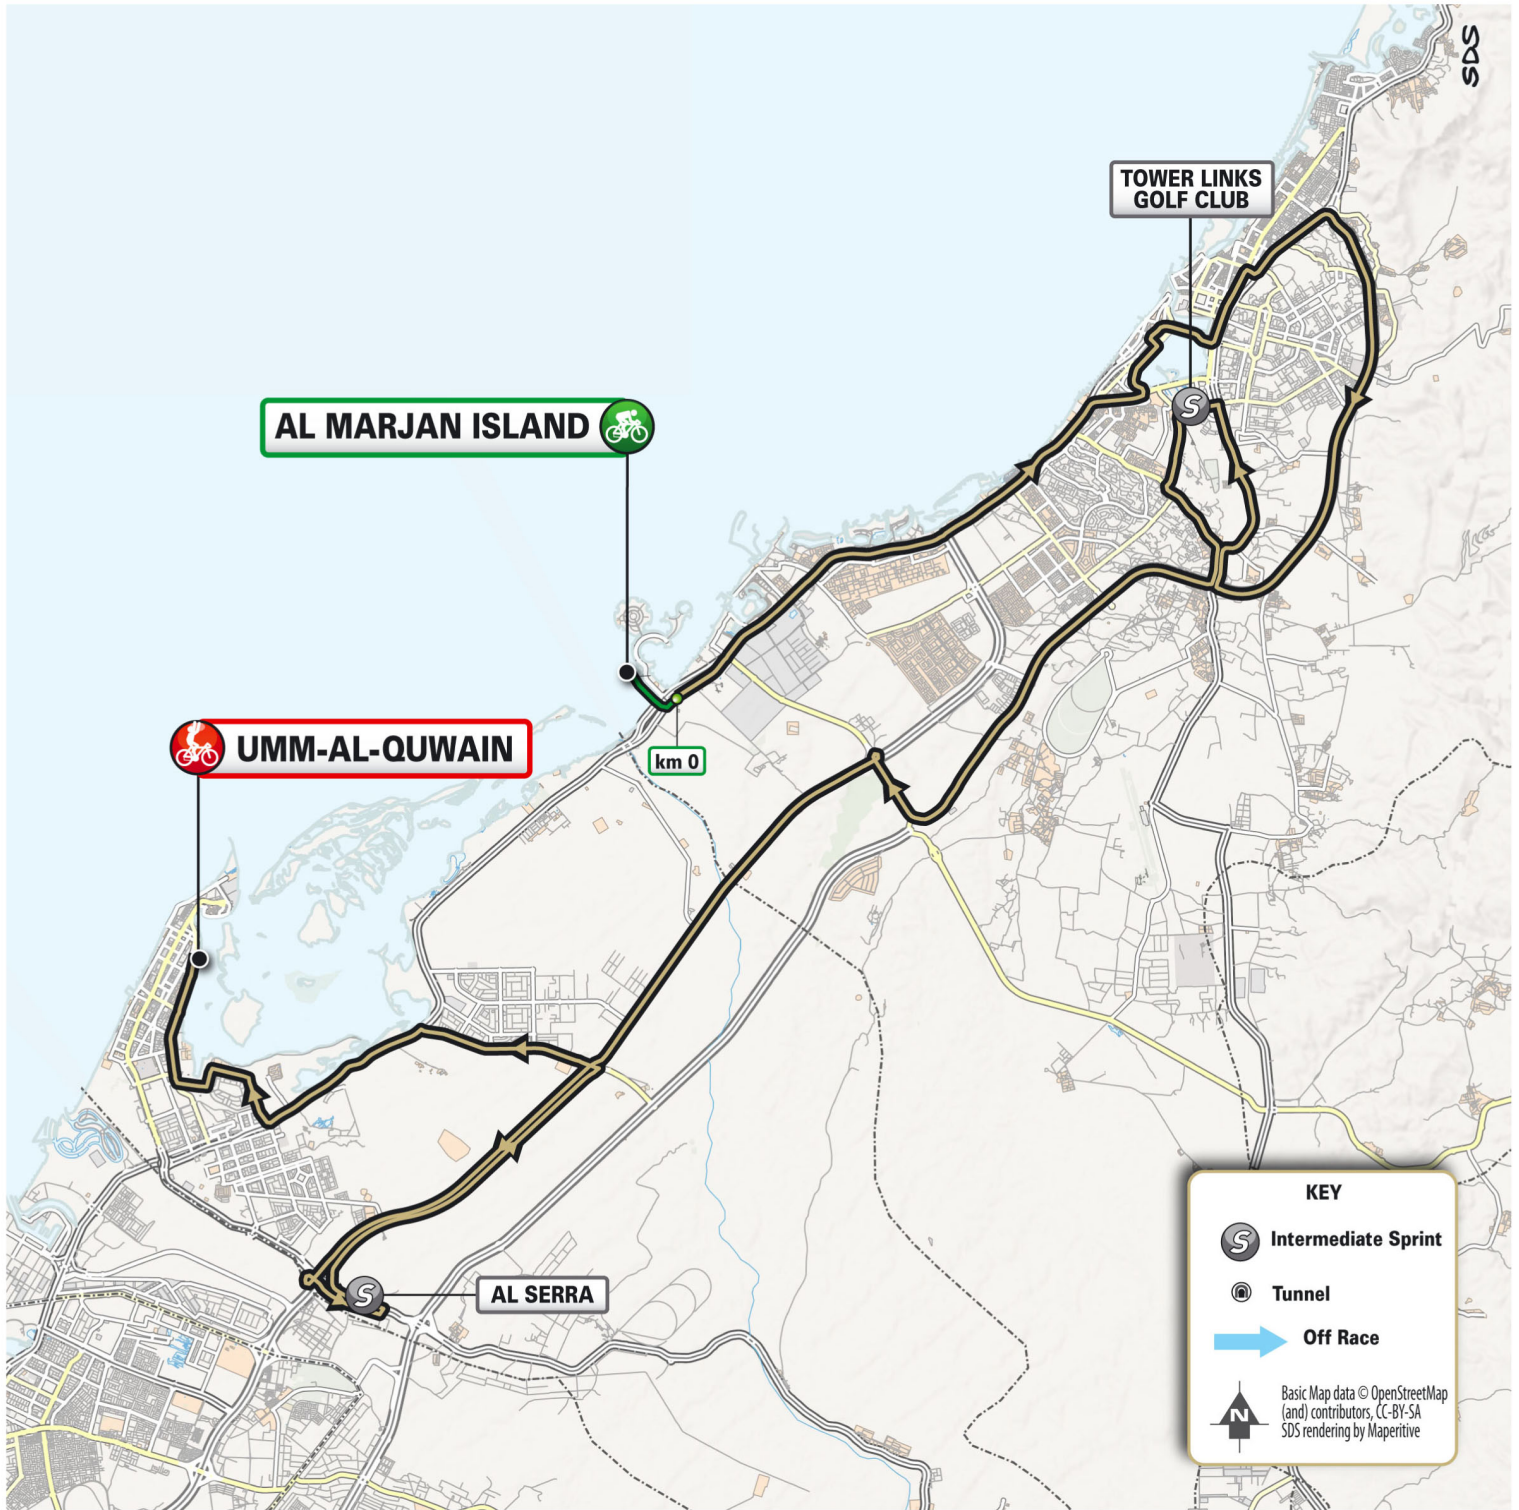 SDS
TOWER LINKS
GOLF CLUB
AL MARJAN ISLAND
S
km 0
UMM-AL-QUWAIN
S
AL SERRA
KEY
S Intermediate Sprint
Tunnel
Off Race
N
Basic Map data © OpenStreetMap
(and) contributors, CC-BY-SA
SDS rendering by Maperitive